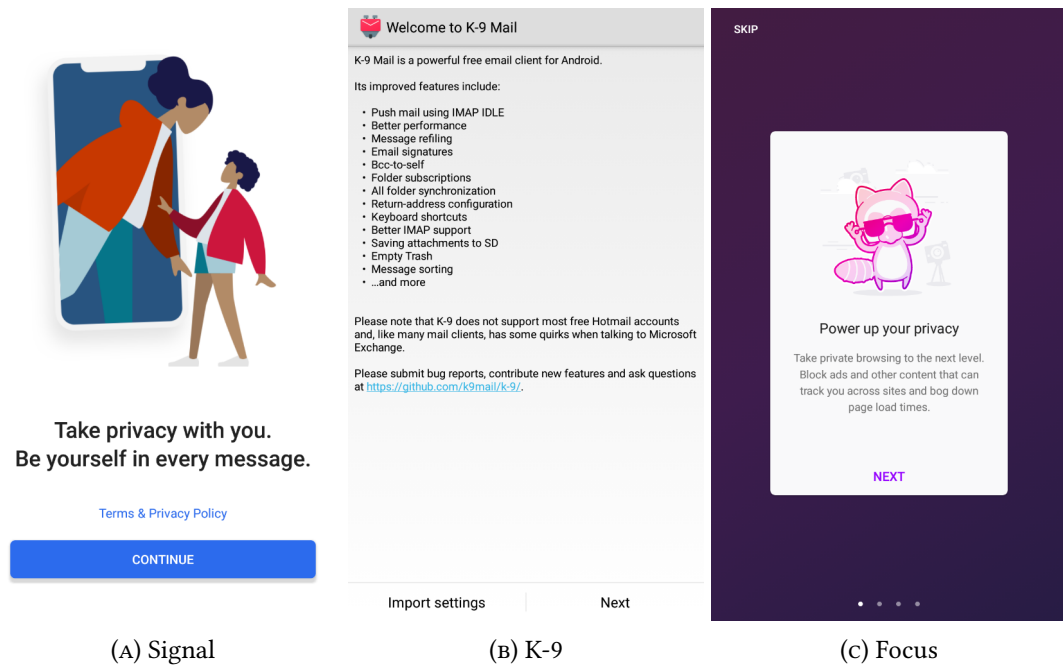 Take privacy with you.
Be yourself in every message.
Terms & Privacy Policy
CONTINUE
(A) Signal
Welcome to K-9 Mail
K-9 Mail is a powerful free email client for Android.
Its improved features include:
• Push mail using IMAP IDLE
• Better performance
• Message refiling
• Email signatures
• Bcc-to-self
• Folder subscriptions
• All folder synchronization
• Return-address configuration
• Keyboard shortcuts
• Better IMAP support
• Saving attachments to SD
• Empty Trash
• Message sorting
• ...and more
Please note that K-9 does not support most free Hotmail accounts
and, like many mail clients, has some quirks when talking to Microsoft
Exchange.
Please submit bug reports, contribute new features and ask questions
at https://github.com/k9mail/k-9/.
Import settings
Next
(B) K-9
SKIP
Power up your privacy
Take private browsing to the next level.
Block ads and other content that can
track you across sites and bog down
page load times.
NEXT
(C) Focus